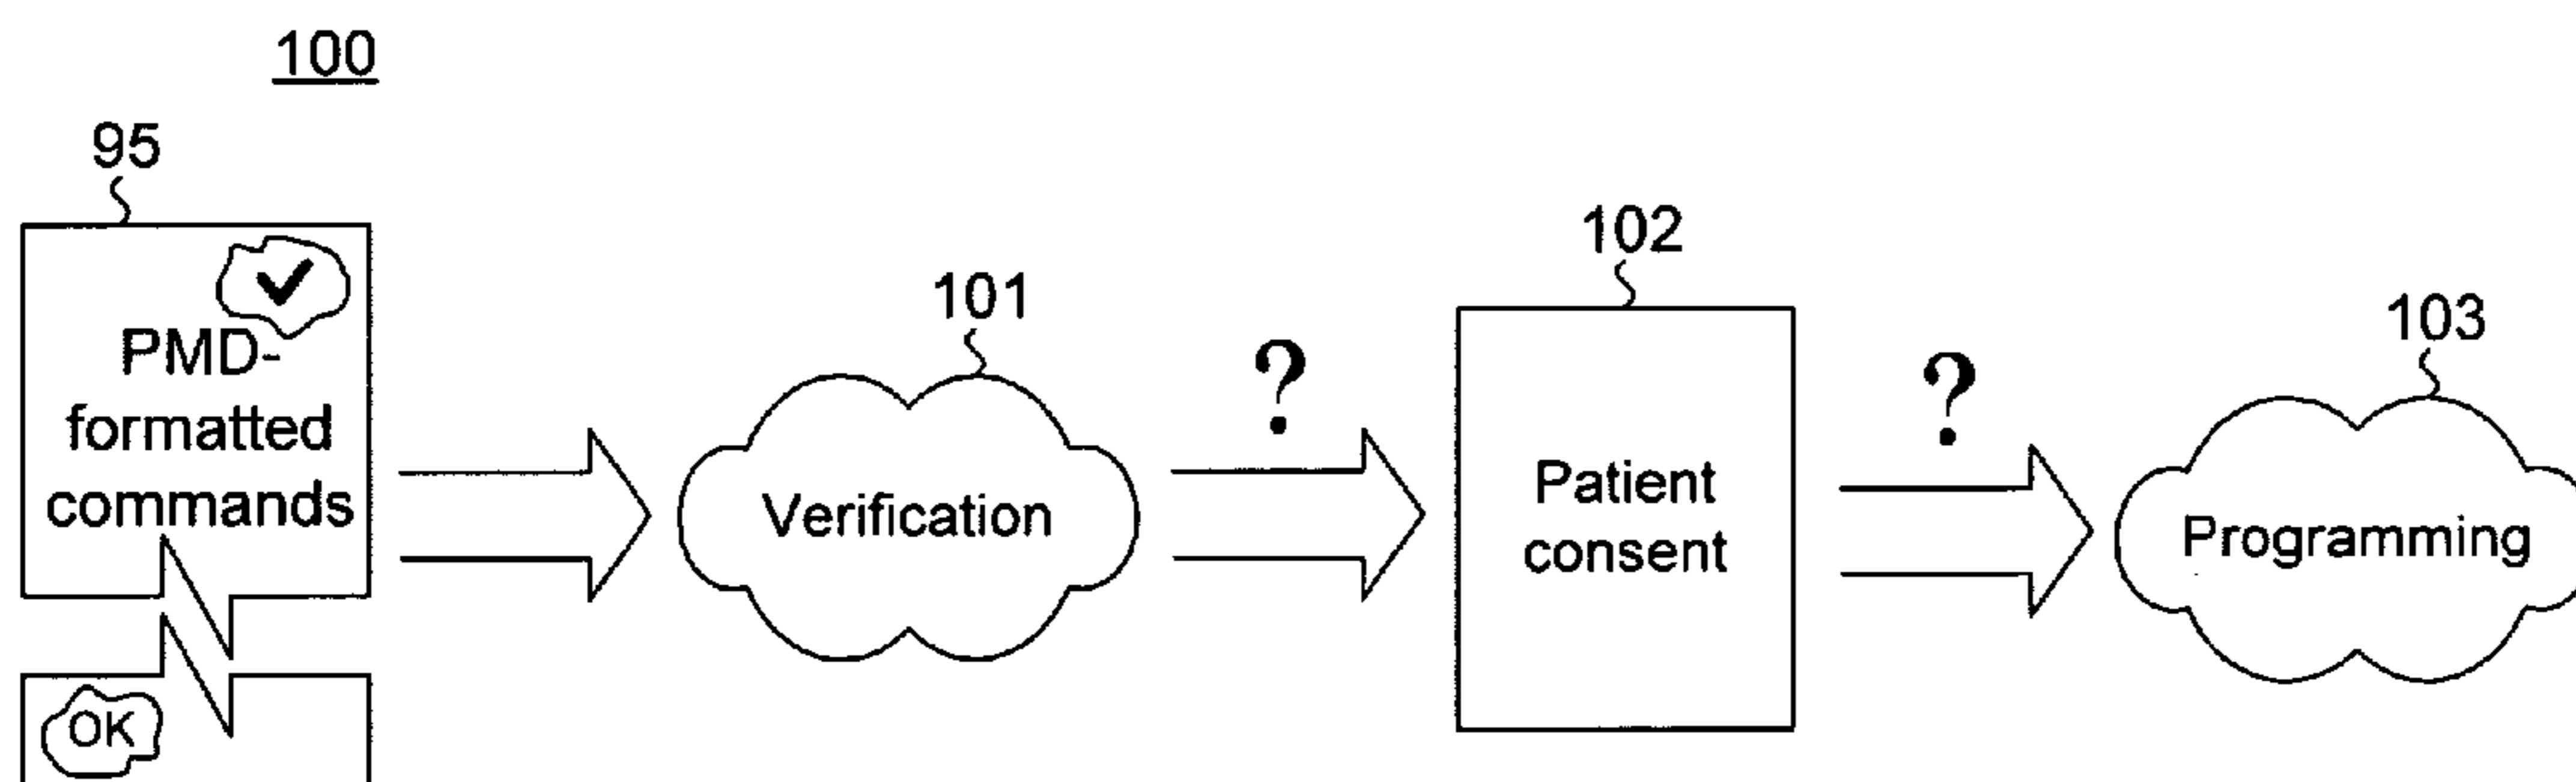 100
95
PMD-
formatted
commands
OK
101
Verification
?
102
Patient
consent
?
103
Programming